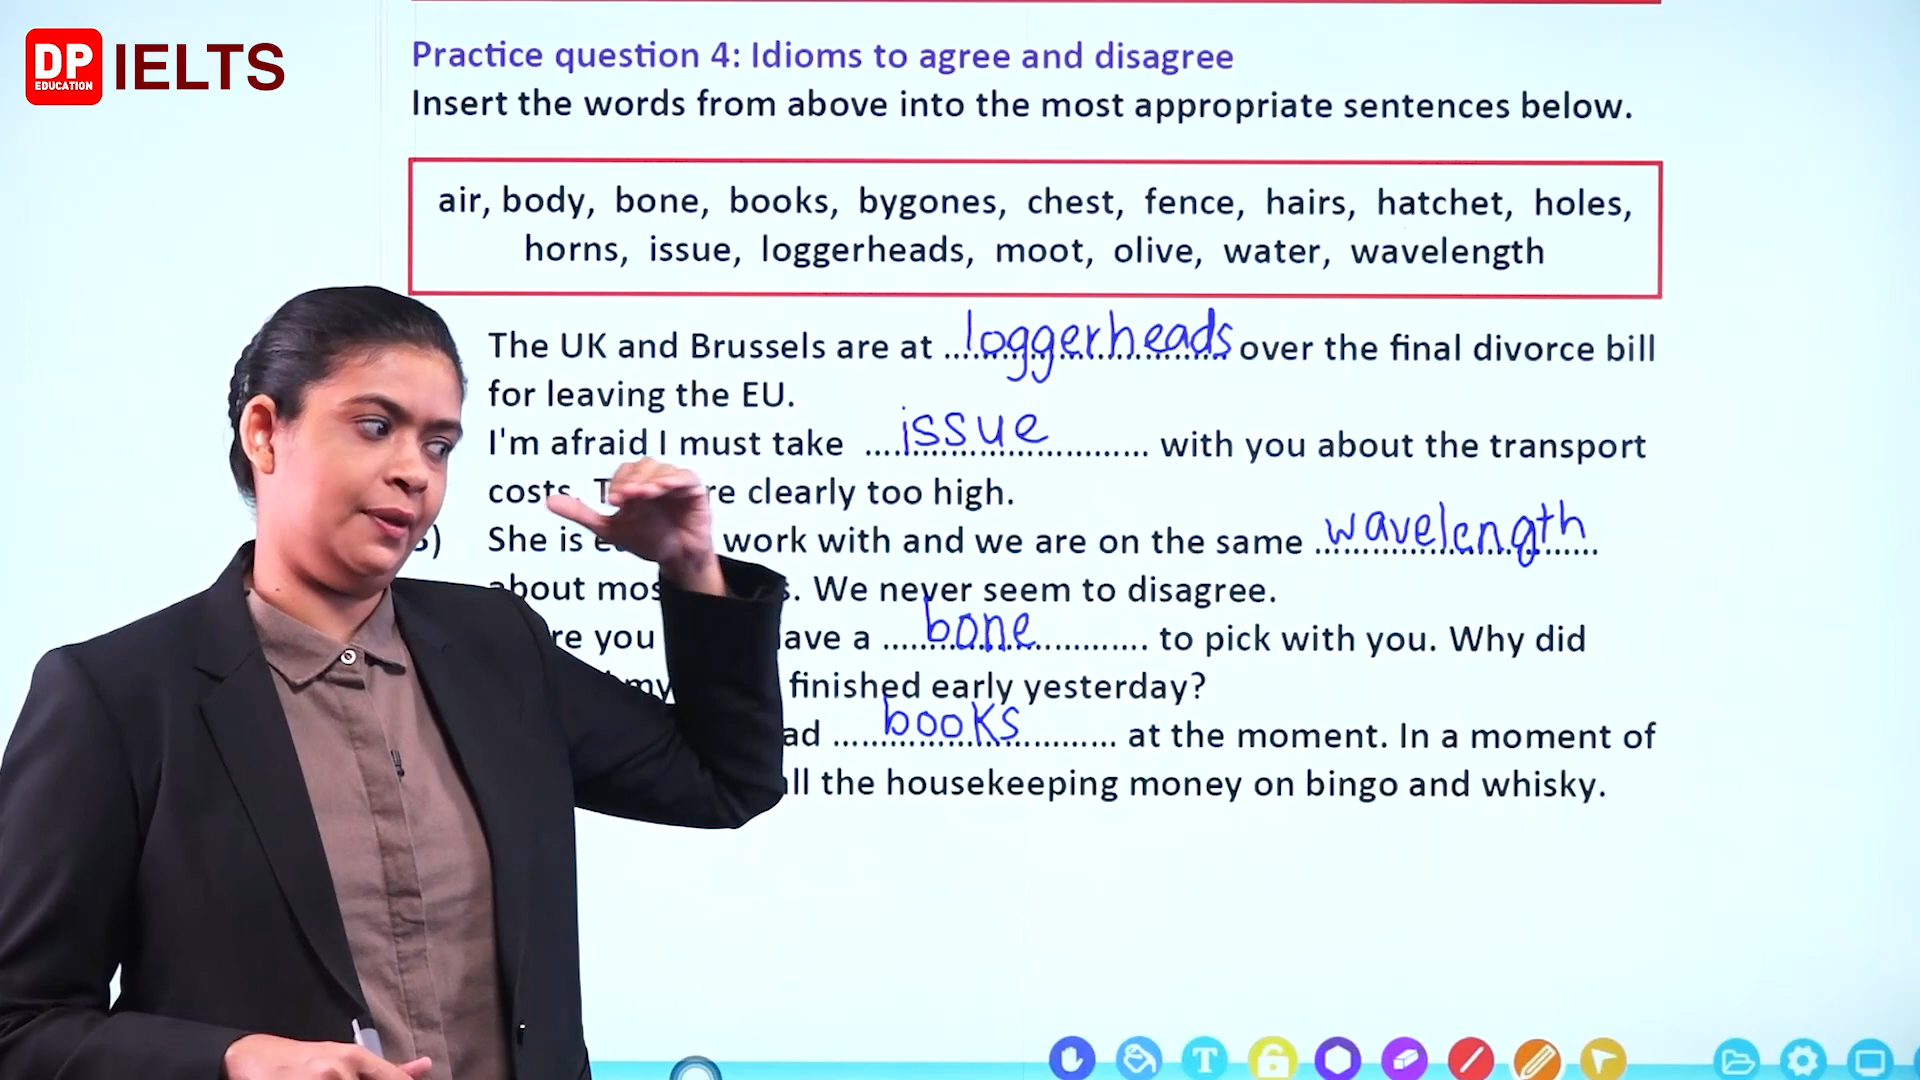 DP
EDUCATION
IELTS
Practice question 4: Idioms to agree and disagree
Insert the words from above into the most appropriate sentences below.
air, body, bone, books, bygones, chest, fence, hairs, hatchet, holes,
horns, issue, loggerheads, moot, olive, water, wavelength
The UK and Brussels are at ... loggerheads over the final divorce bill
for leaving the EU.
I'm afraid I must take ... issue ... with you about the transport
costs. clearly too high.
She is work with and we are on the same ... wavelength
about We never seem to disagree.
you a ... bone ... to pick with you. Why did
my finished early yesterday?
... books ... at the moment. In a moment of
the housekeeping money on bingo and whisky.
T